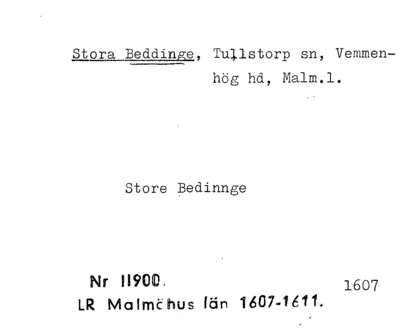 Stora Beddinge, Tullstorp sn, Vemmen-
hög hd, Malm.l.
Store Bedinnge
Nr 11900.
1607
LR Malmöhus län 1607-1611.